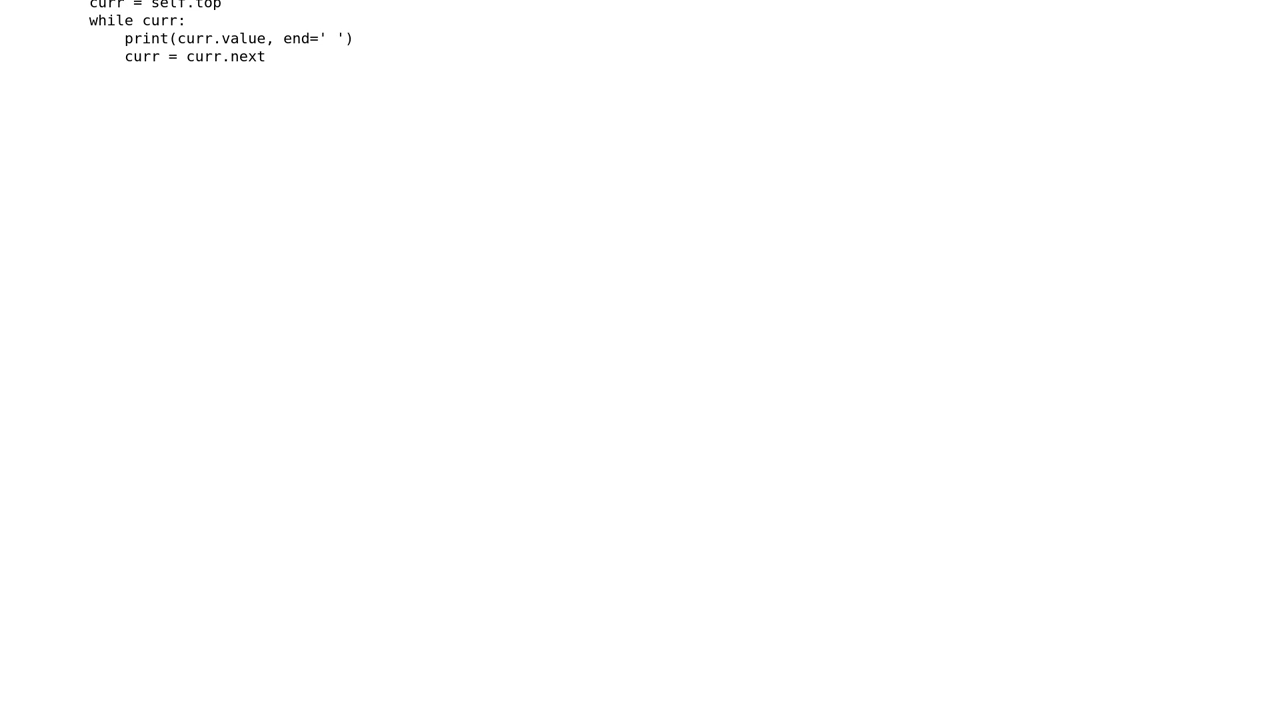 curr = self.top
while curr:
    print(curr.value, end=' ')
    curr = curr.next